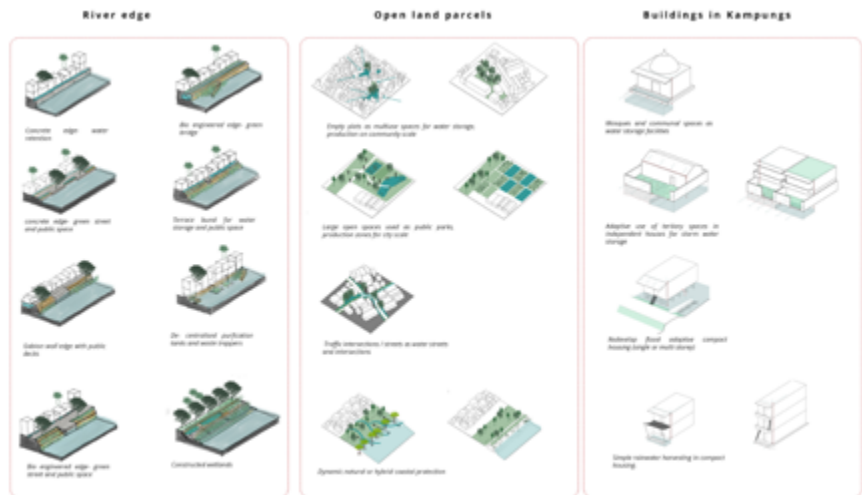 River edge
Open land parcels
Buildings in Kampungs
Concrete edge- water
retention
Bio engineered edge- green
bridge
concrete edge- green street
and public space
Terrace bund for water
storage and public space
Gabion wall edge with public
decks
De- centralised purification
tanks and waste trappers
Bio engineered edge- green
street and public space
Constructed wetlands
Empty plots as multiuse spaces for water storage,
production on community scale
Large open spaces used as public parks,
production zones for city scale
Traffic intersections / streets as water streets
and intersections
Dynamic natural or hybrid coastal protection
Mosques and communal spaces as
water storage facilities
Adaptive use of tertiary spaces in
independent houses for storm water
storage
Redevelop flood adaptive compact
housing (single or multi storey)
Simple rainwater harvesting in compact
housing.